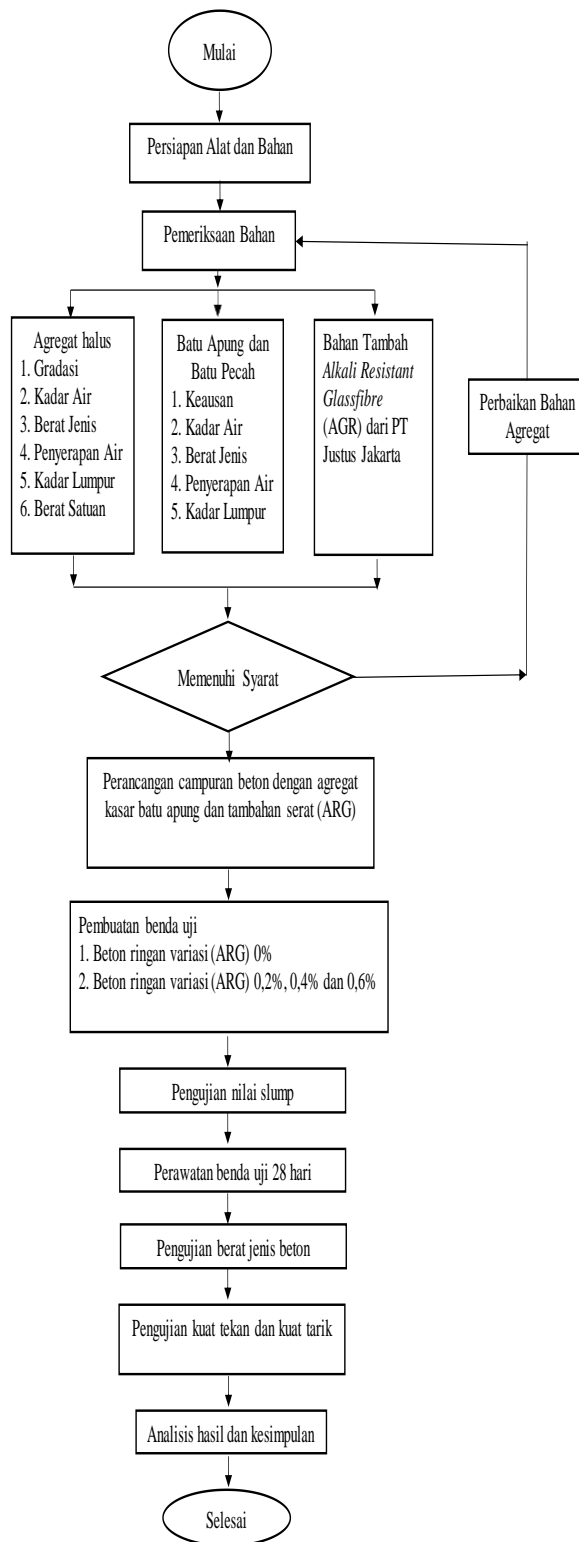 Mulai
Persiapan Alat dan Bahan
Pemeriksaan Bahan
Agregat halus
1. Gradasi
2. Kadar Air
3. Berat Jenis
4. Penyerapan Air
5. Kadar Lumpur
6. Berat Satuan
Batu Apung dan
Batu Pecah
1. Keausan
2. Kadar Air
3. Berat Jenis
4. Penyerapan Air
5. Kadar Lumpur
Bahan Tambah
Alkali Resistant
Glassfibre
(AGR) dari PT
Justus Jakarta
Perbaikan Bahan
Agregat
Memenuhi Syarat
Perancangan campuran beton dengan agregat
kasar batu apung dan tambahan serat (ARG)
Pembuatan benda uji
1. Beton ringan variasi (ARG) 0%
2. Beton ringan variasi (ARG) 0,2%, 0,4% dan 0,6%
Pengujian nilai slump
Perawatan benda uji 28 hari
Pengujian berat jenis beton
Pengujian kuat tekan dan kuat tarik
Analisis hasil dan kesimpulan
Selesai